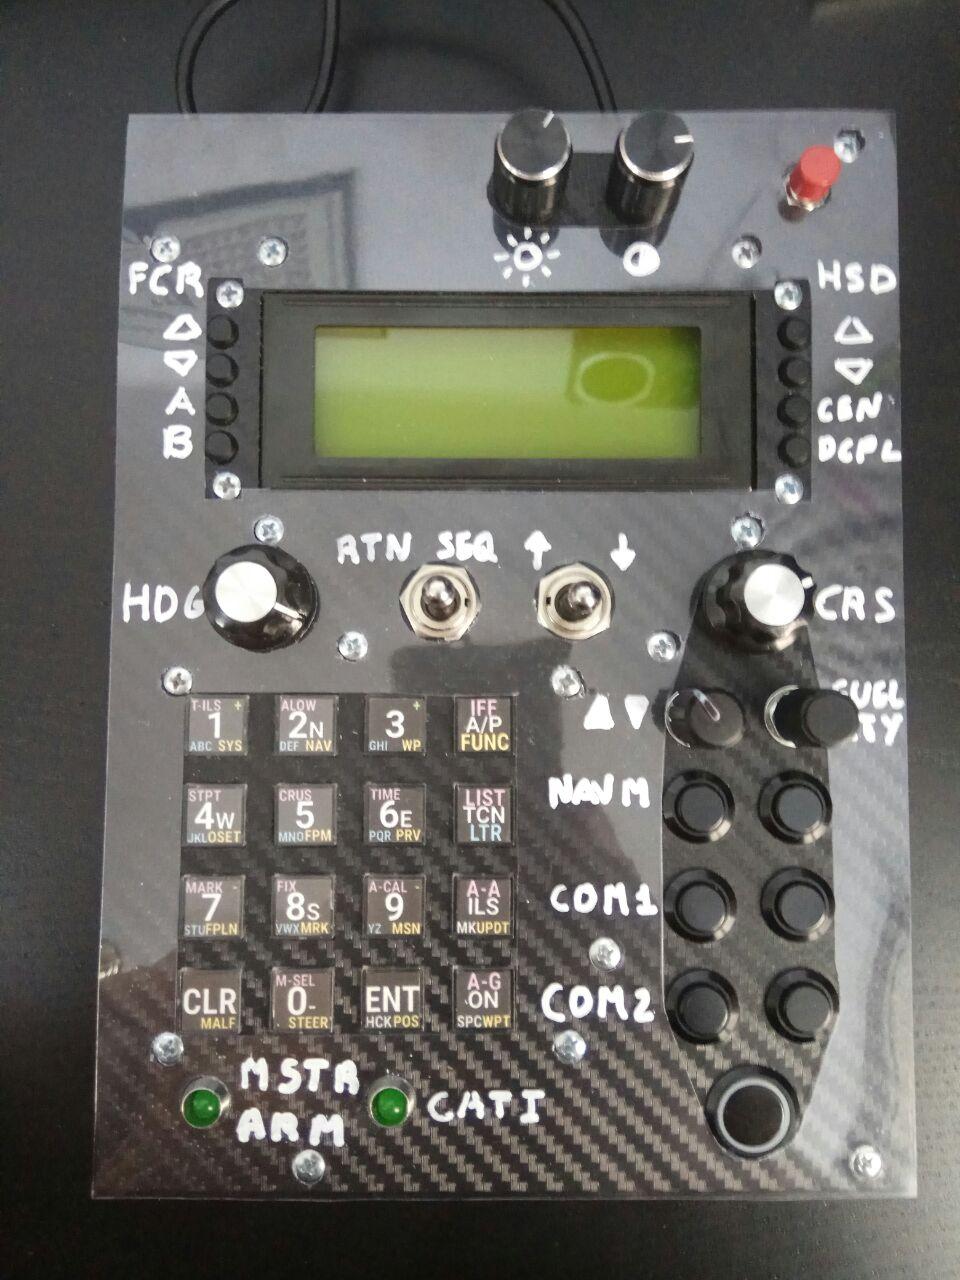 FCR
HSD
A
CEN
B
DCPL
RTN SEQ ↑ ↓
HDG
CRS
T-ILS +
1
ABC SYS
ALOW
2N
DEF NAV
+
3
GHI WP
IFF
A/P
FUNC
FUEL
QTY
STPT
4W
JKL OSET
CRUS
5
MNO FPM
TIME
6E
PQR PRV
LIST
TCN
LTR
NAV M
MARK -
7
STU FPLN
FIX
8S
VWX MRK
A-CAL -
9
YZ MSN
A-A
ILS
MK UPDT
COM1
CLR
MALF
M-SEL
0-
STEER
ENT
HCK POS
A-G
ON
SPC WPT
COM2
MSTR
ARM
CATI